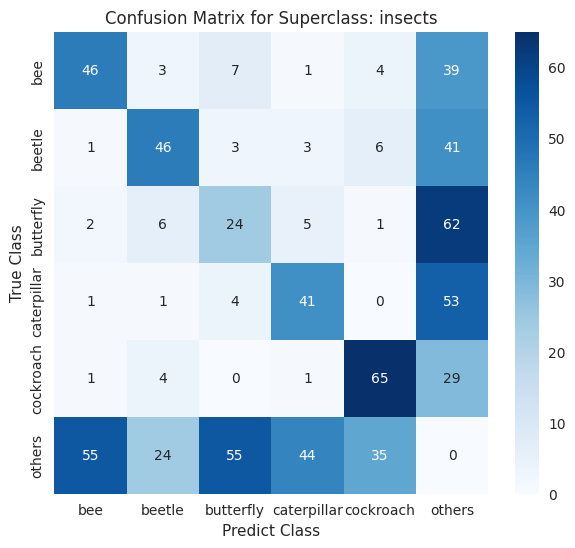 Confusion Matrix for Superclass: insects
True Class
bee 46 3 7 1 4 39
beetle 1 46 3 3 6 41
butterfly 2 6 24 5 1 62
caterpillar 1 1 4 41 0 53
cockroach 1 4 0 1 65 29
others 55 24 55 44 35 0
bee beetle butterfly caterpillar cockroach others
Predict Class
60
50
40
30
20
10
0